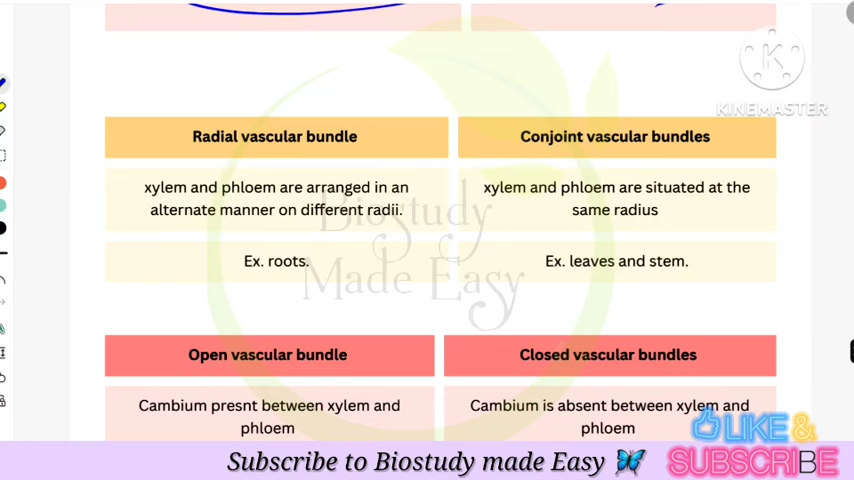 KINEMASTER
Radial vascular bundle
Conjoint vascular bundles
xylem and phloem are arranged in an
alternate manner on different radii.
xylem and phloem are situated at the
same radius
Ex. roots.
Ex. leaves and stem.
Biostudy
Made Easy
Open vascular bundle
Closed vascular bundles
Cambium presnt between xylem and
phloem
Cambium is absent between xylem and
phloem
LIKE &
SUBSCRIBE
Subscribe to Biostudy made Easy